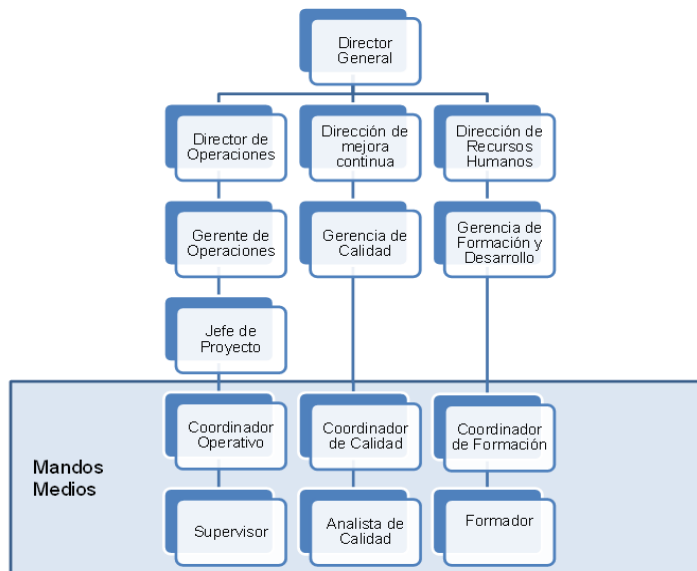 Director
General
Director de
Operaciones
Dirección de
mejora
continua
Dirección de
Recursos
Humanos
Gerente de
Operaciones
Gerencia de
Calidad
Gerencia de
Formación y
Desarrollo
Jefe de
Proyecto
Mandos
Medios
Coordinador
Operativo
Coordinador
de Calidad
Coordinador
de Formación
Supervisor
Analista de
Calidad
Formador